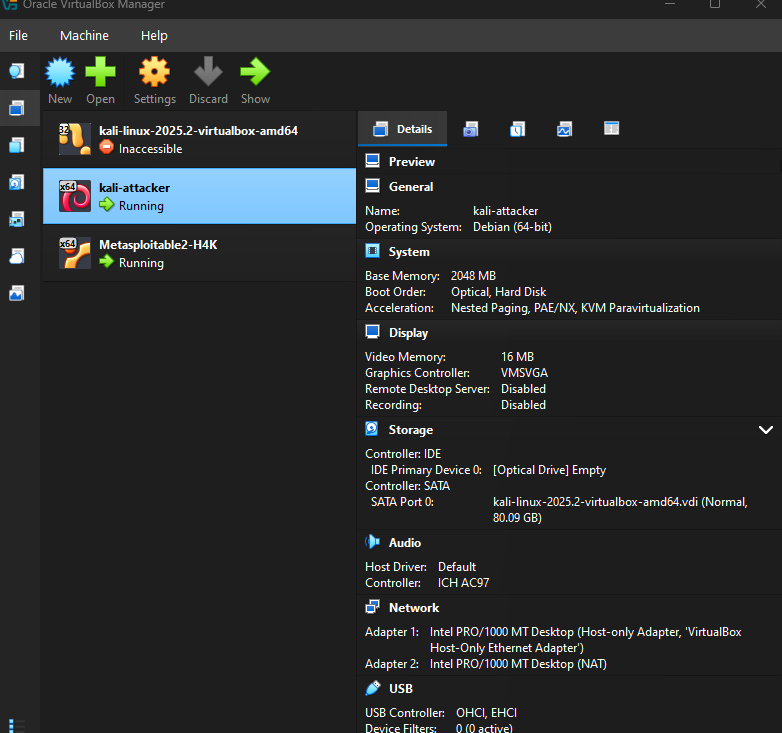 Oracle VirtualBox Manager
File Machine Help
New Open Settings Discard Show
32 kali-linux-2025.2-virtualbox-amd64
Inaccessible
x64 kali-attacker
Running
x64 Metasploitable2-H4K
Running
Details
Preview
General
Name: kali-attacker
Operating System: Debian (64-bit)
System
Base Memory: 2048 MB
Boot Order: Optical, Hard Disk
Acceleration: Nested Paging, PAE/NX, KVM Paravirtualization
Display
Video Memory: 16 MB
Graphics Controller: VMSVGA
Remote Desktop Server: Disabled
Recording: Disabled
Storage
Controller: IDE
IDE Primary Device 0: [Optical Drive] Empty
Controller: SATA
SATA Port 0: kali-linux-2025.2-virtualbox-amd64.vdi (Normal,
80.09 GB)
Audio
Host Driver: Default
Controller: ICH AC97
Network
Adapter 1: Intel PRO/1000 MT Desktop (Host-only Adapter, 'VirtualBox
Host-Only Ethernet Adapter')
Adapter 2: Intel PRO/1000 MT Desktop (NAT)
USB
USB Controller: OHCI, EHCI
Device Filters: 0 (0 active)